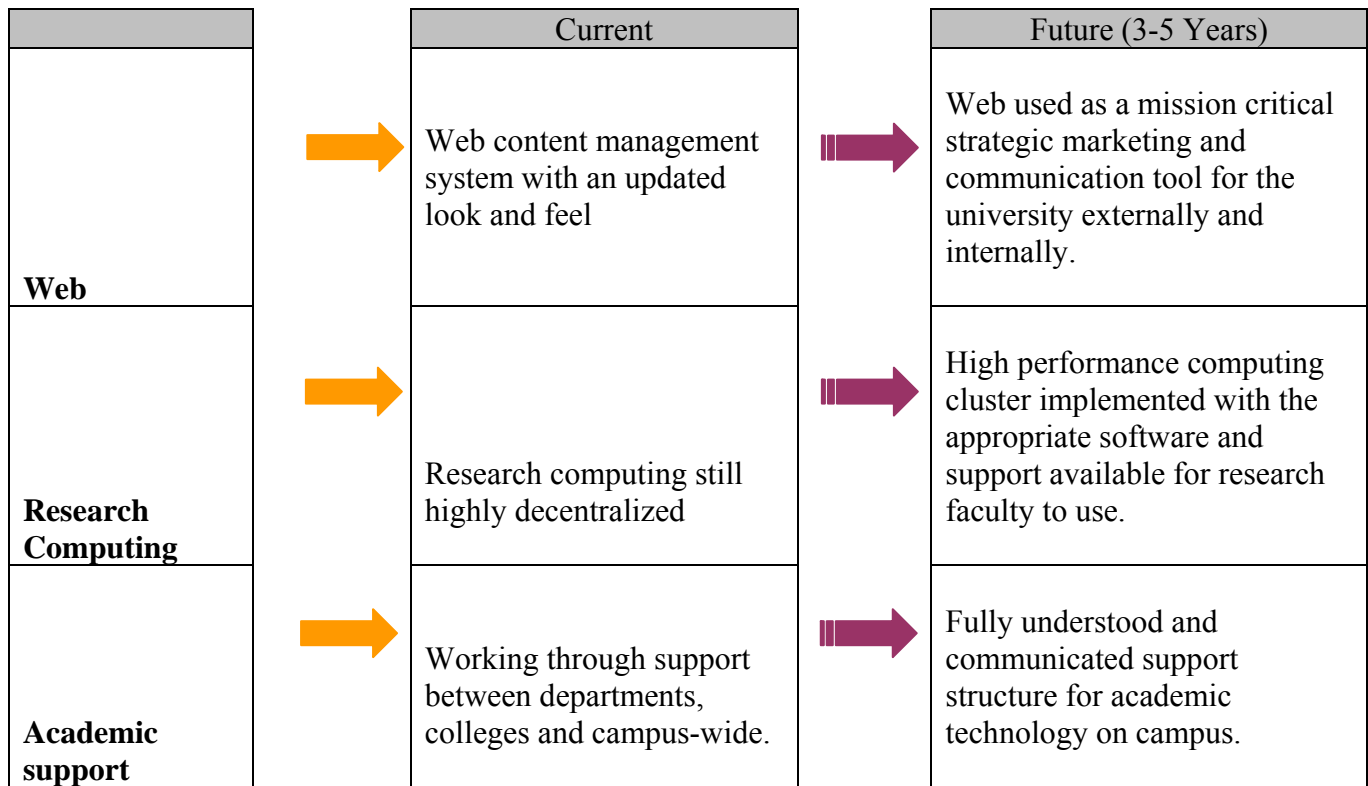 Current
Future (3-5 Years)
Web
Web content management
system with an updated
look and feel
Web used as a mission critical
strategic marketing and
communication tool for the
university externally and
internally.
Research
Computing
Research computing still
highly decentralized
High performance computing
cluster implemented with the
appropriate software and
support available for research
faculty to use.
Academic
support
Working through support
between departments,
colleges and campus-wide.
Fully understood and
communicated support
structure for academic
technology on campus.